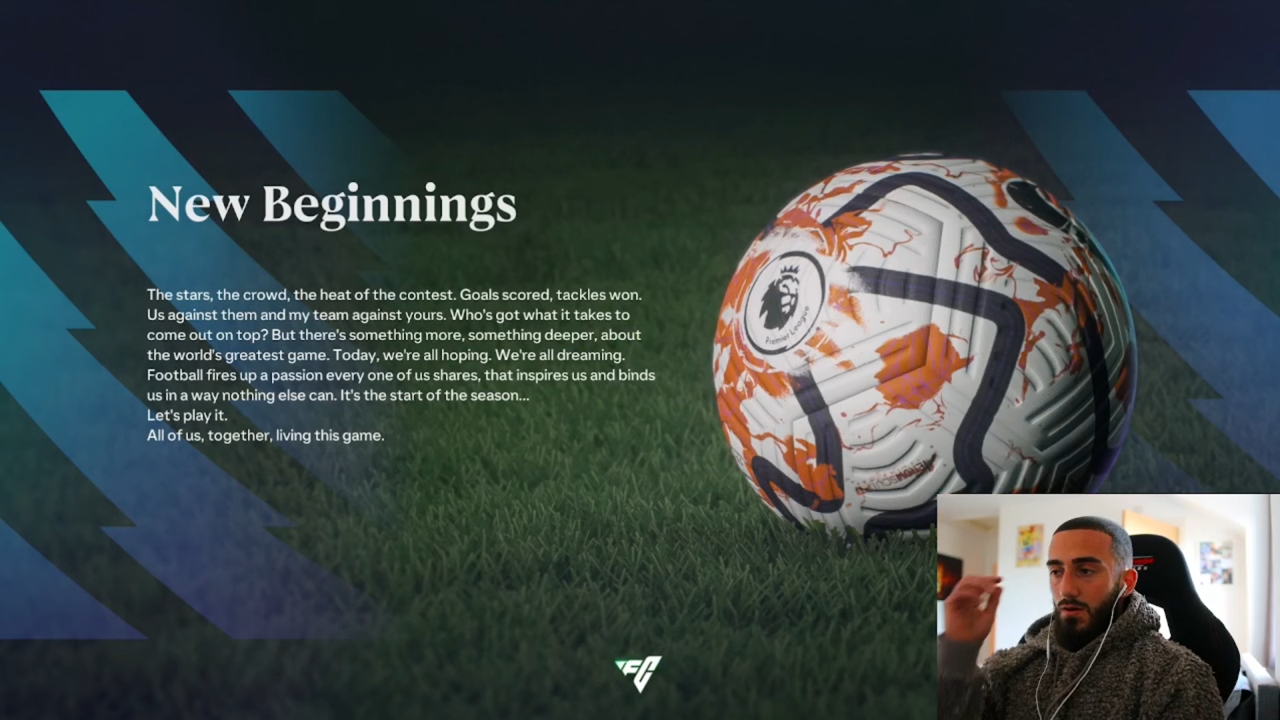 New Beginnings
The stars, the crowd, the heat of the contest. Goals scored, tackles won.
Us against them and my team against yours. Who's got what it takes to
come out on top? But there's something more, something deeper, about
the world's greatest game. Today, we're all hoping. We're all dreaming.
Football fires up a passion every one of us shares, that inspires us and binds
us in a way nothing else can. It's the start of the season...
Let's play it.
All of us, together, living this game.
Premier League
FC